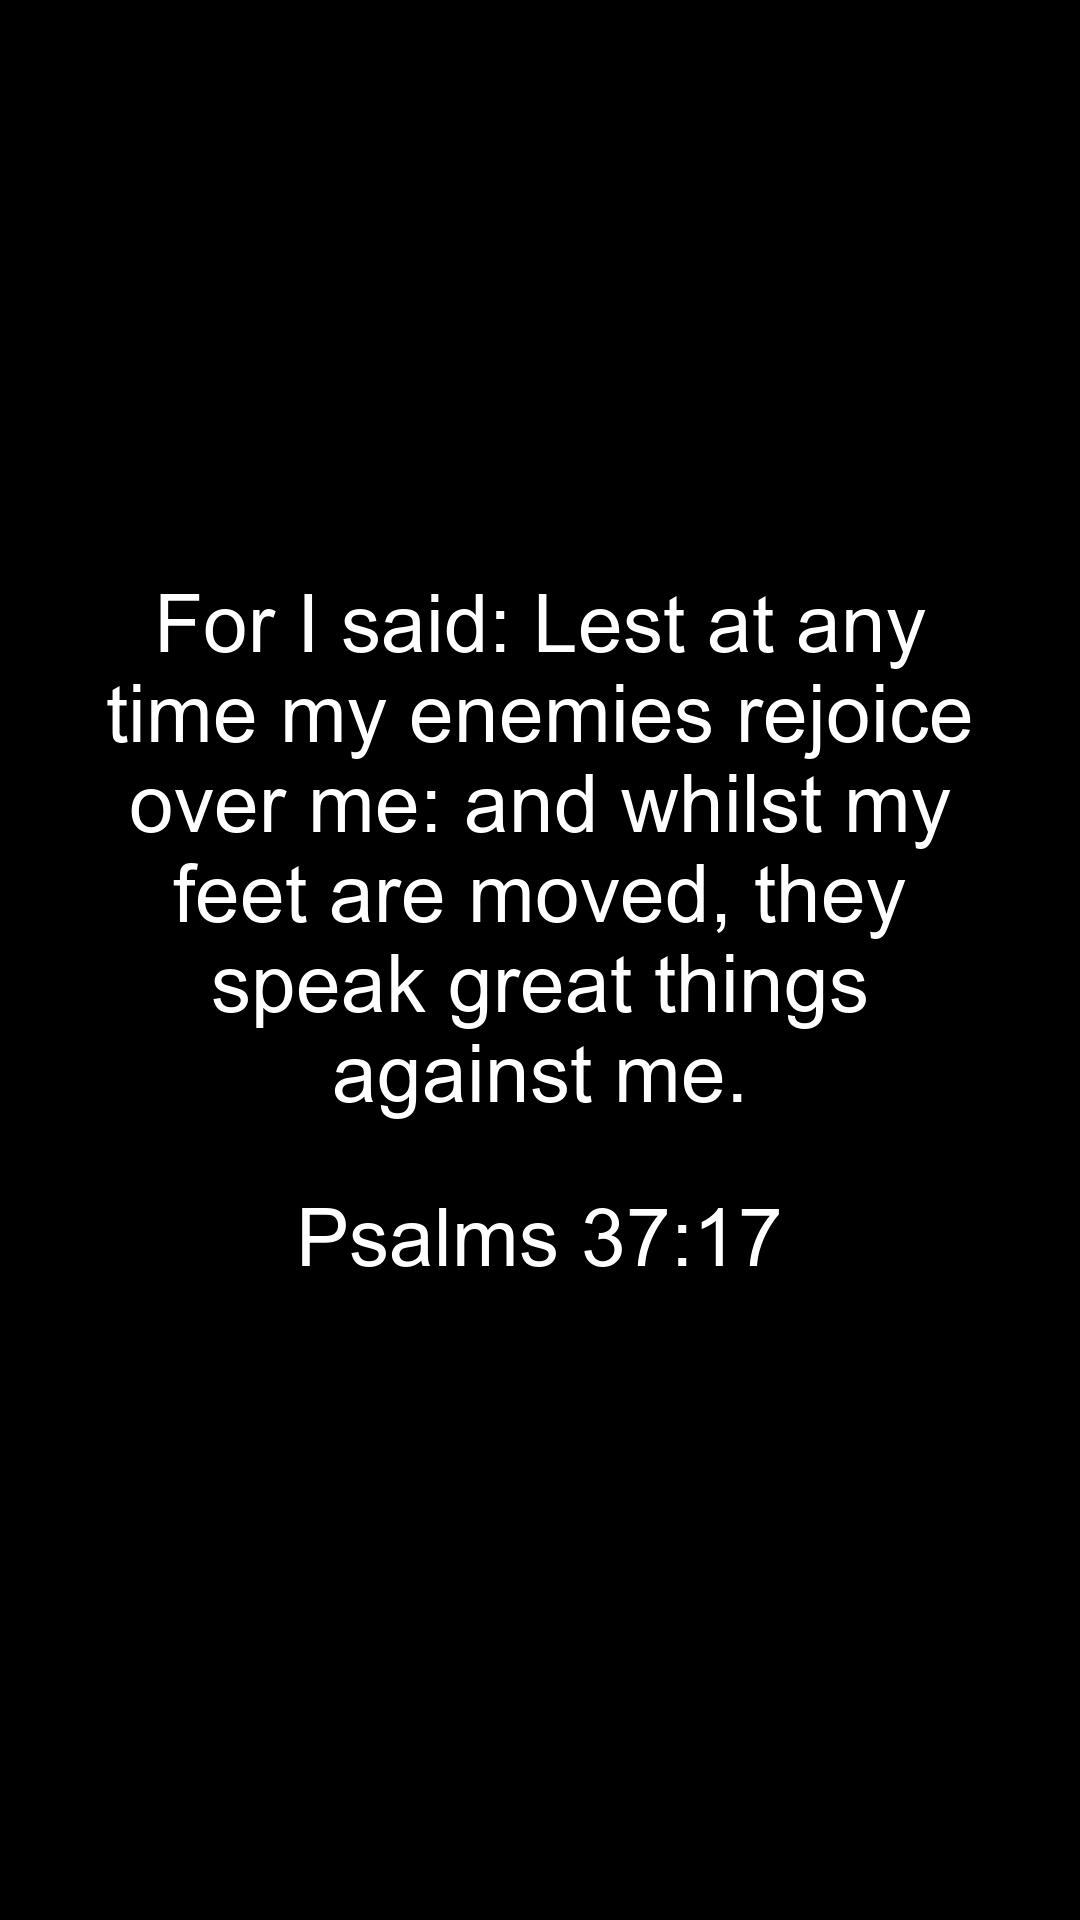 For I said: Lest at any
time my enemies rejoice
over me: and whilst my
feet are moved, they
speak great things
against me.
Psalms 37:17